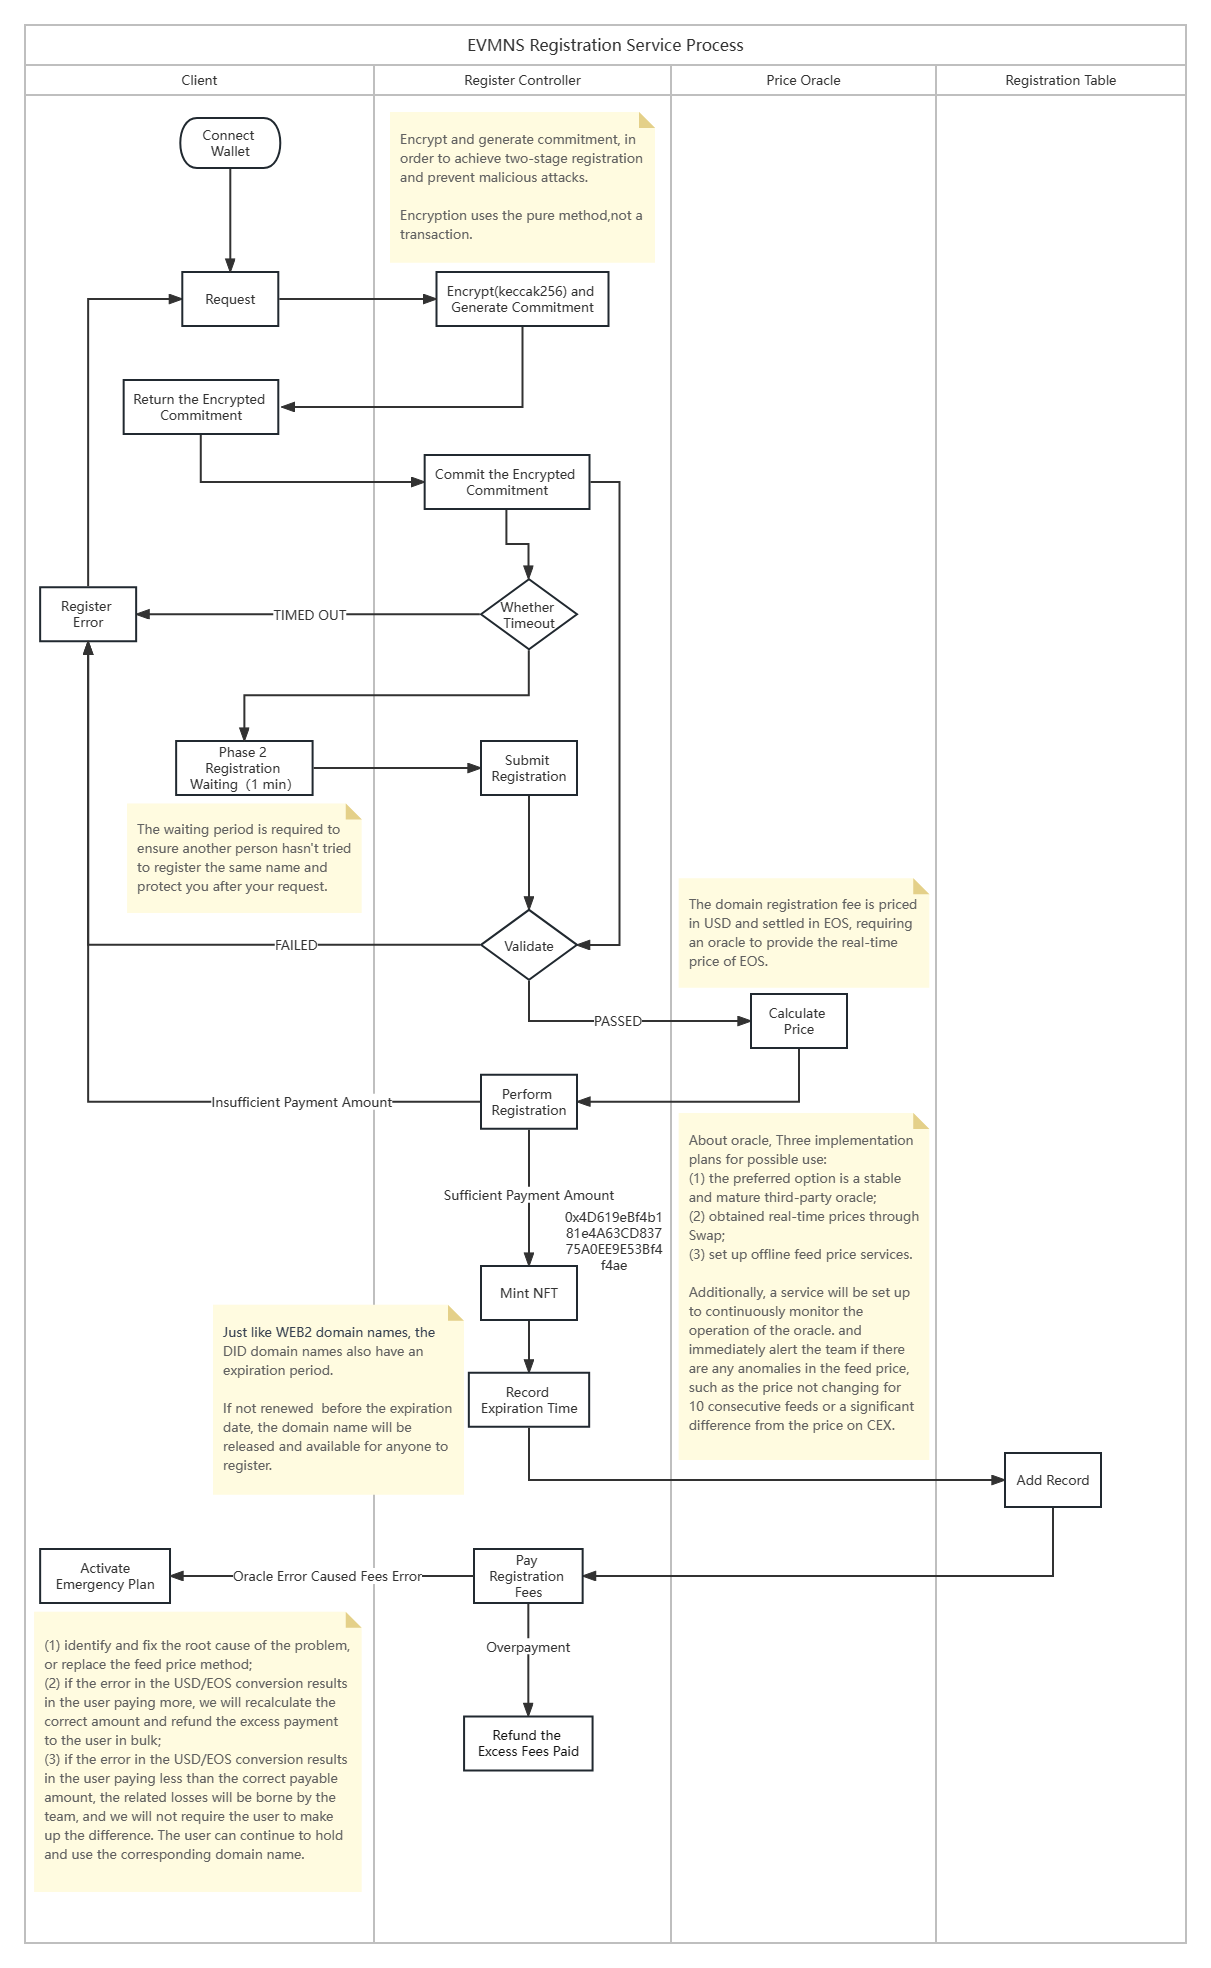 EVMNS Registration Service Process
Client
Register Controller
Price Oracle
Registration Table
Connect
Wallet
Encrypt and generate commitment, in
order to achieve two-stage registration
and prevent malicious attacks.
Encryption uses the pure method,not a
transaction.
Request
Encrypt(keccak256) and
Generate Commitment
Return the Encrypted
Commitment
Commit the Encrypted
Commitment
Register
Error
TIMED OUT
Whether
Timeout
Phase 2
Registration
Waiting（1 min）
Submit
Registration
The waiting period is required to
ensure another person hasn't tried
to register the same name and
protect you after your request.
FAILED
Validate
The domain registration fee is priced
in USD and settled in EOS, requiring
an oracle to provide the real-time
price of EOS.
PASSED
Calculate
Price
Insufficient Payment Amount
Perform
Registration
About oracle, Three implementation
plans for possible use:
(1) the preferred option is a stable
and mature third-party oracle;
(2) obtained real-time prices through
Swap;
(3) set up offline feed price services.
Additionally, a service will be set up
to continuously monitor the
operation of the oracle. and
immediately alert the team if there
are any anomalies in the feed price,
such as the price not changing for
10 consecutive feeds or a significant
difference from the price on CEX.
Sufficient Payment Amount
0x4D619eBf4b1
81e4A63CD837
75A0EE9E53Bf4
f4ae
Mint NFT
Just like WEB2 domain names, the
DID domain names also have an
expiration period.
If not renewed  before the expiration
date, the domain name will be
released and available for anyone to
register.
Record
Expiration Time
Add Record
Activate
Emergency Plan
Oracle Error Caused Fees Error
Pay
Registration
Fees
Overpayment
Refund the
Excess Fees Paid
(1) identify and fix the root cause of the problem,
or replace the feed price method;
(2) if the error in the USD/EOS conversion results
in the user paying more, we will recalculate the
correct amount and refund the excess payment
to the user in bulk;
(3) if the error in the USD/EOS conversion results
in the user paying less than the correct payable
amount, the related losses will be borne by the
team, and we will not require the user to make
up the difference. The user can continue to hold
and use the corresponding domain name.